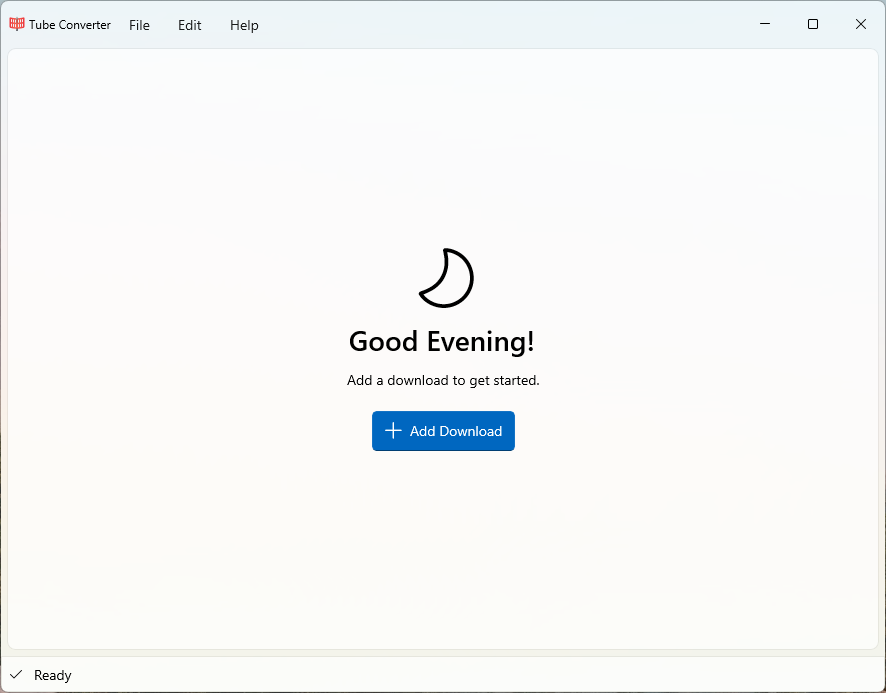 Tube Converter File Edit Help
Good Evening!
Add a download to get started.
Add Download
Ready